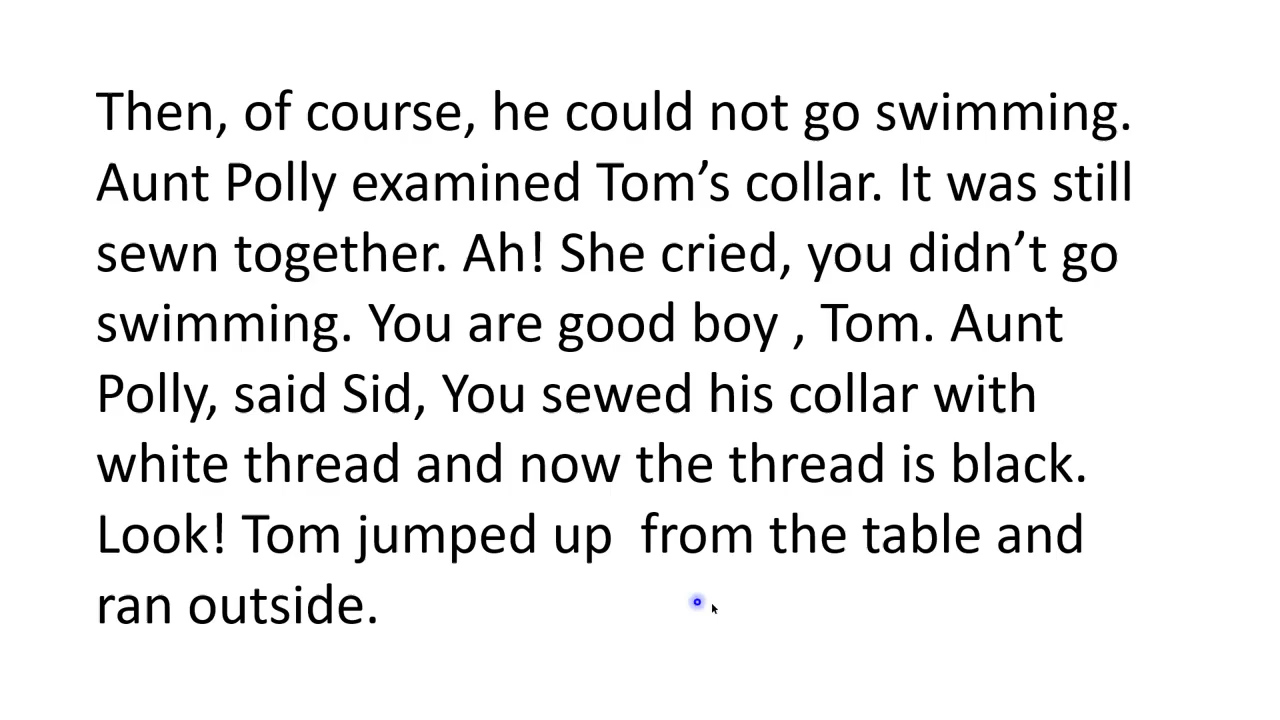 Then, of course, he could not go swimming.
Aunt Polly examined Tom’s collar. It was still
sewn together. Ah! She cried, you didn’t go
swimming. You are good boy , Tom. Aunt
Polly, said Sid, You sewed his collar with
white thread and now the thread is black.
Look! Tom jumped up  from the table and
ran outside.